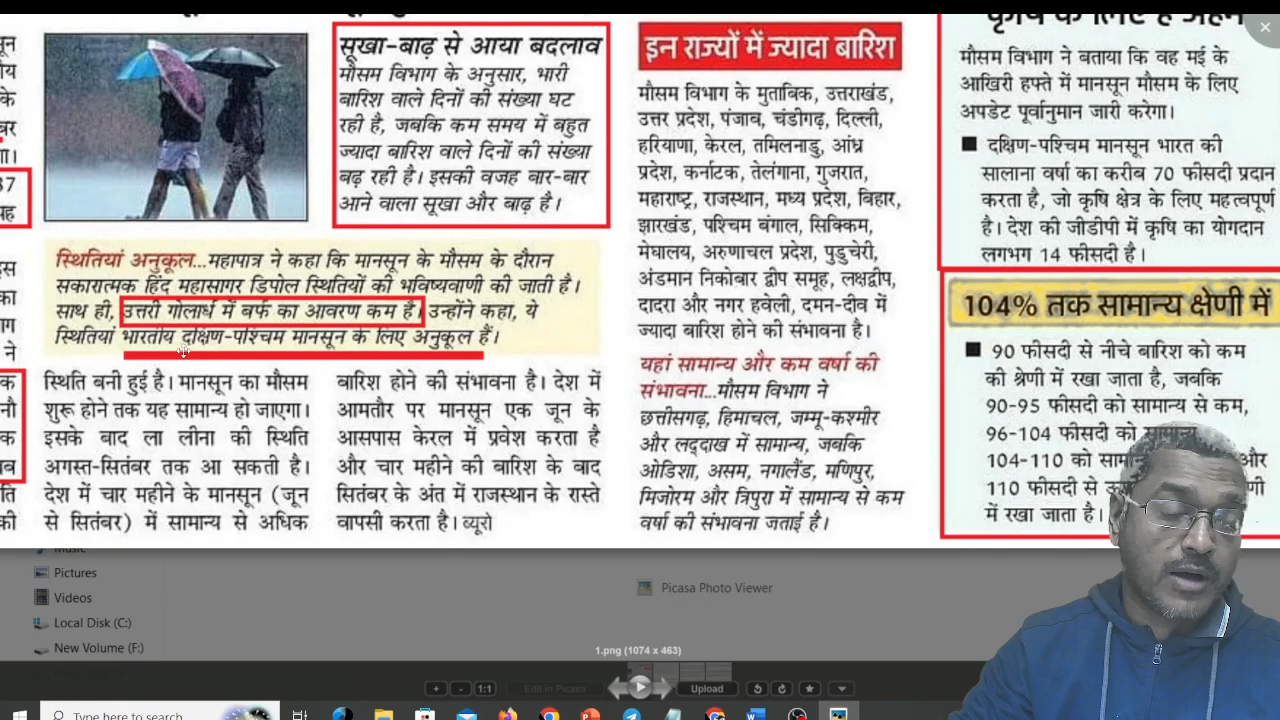 सूखा-बाढ़ से आया बदलाव
मौसम विभाग के अनुसार, भारी
बारिश वाले दिनों की संख्या घट
रही है, जबकि कम समय में बहुत
ज्यादा बारिश वाले दिनों की संख्या
बढ़ रही है। इसकी वजह बार-बार
आने वाला सूखा और बाढ़ है।
स्थितियां अनुकूल...महापात्र ने कहा कि मानसून के मौसम के दौरान
सकारात्मक हिंद महासागर डिपोल स्थितियों की भविष्यवाणी की जाती है।
साथ ही, उत्तरी गोलार्ध में बर्फ का आवरण कम है। उन्होंने कहा, ये
स्थितियां भारतीय दक्षिण-पश्चिम मानसून के लिए अनुकूल हैं।
स्थिति बनी हुई है। मानसून का मौसम
शुरू होने तक यह सामान्य हो जाएगा।
इसके बाद ला लीना की स्थिति
अगस्त-सितंबर तक आ सकती है।
देश में चार महीने के मानसून (जून
से सितंबर) में सामान्य से अधिक
बारिश होने की संभावना है। देश में
आमतौर पर मानसून एक जून के
आसपास केरल में प्रवेश करता है
और चार महीने की बारिश के बाद
सितंबर के अंत में राजस्थान के रास्ते
वापसी करता है। ब्यूरो
इन राज्यों में ज्यादा बारिश
मौसम विभाग के मुताबिक, उत्तराखंड,
उत्तर प्रदेश, पंजाब, चंडीगढ़, दिल्ली,
हरियाणा, केरल, तमिलनाडु, आंध्र
प्रदेश, कर्नाटक, तेलंगाना, गुजरात,
महाराष्ट्र, राजस्थान, मध्य प्रदेश, बिहार,
झारखंड, पश्चिम बंगाल, सिक्किम,
मेघालय, अरुणाचल प्रदेश, पुडुचेरी,
अंडमान निकोबार द्वीप समूह, लक्षद्वीप,
दादरा और नगर हवेली, दमन-दीव में
ज्यादा बारिश होने की संभावना है।
यहां सामान्य और कम वर्षा की
संभावना...मौसम विभाग ने
छत्तीसगढ़, हिमाचल, जम्मू-कश्मीर
और लद्दाख में सामान्य, जबकि
ओडिशा, असम, नगालैंड, मणिपुर,
मिजोरम और त्रिपुरा में सामान्य से कम
वर्षा की संभावना जताई है।
कृषि के लिए है अहम
मौसम विभाग ने बताया कि वह मई के
आखिरी हफ्ते में मानसून मौसम के लिए
अपडेट पूर्वानुमान जारी करेगा।
■ दक्षिण-पश्चिम मानसून भारत की
सालाना वर्षा का करीब 70 फीसदी प्रदान
करता है, जो कृषि क्षेत्र के लिए महत्वपूर्ण
है। देश की जीडीपी में कृषि का योगदान
लगभग 14 फीसदी है।
104% तक सामान्य क्षेणी में
■ 90 फीसदी से नीचे बारिश को कम
की श्रेणी में रखा जाता है, जबकि
90-95 फीसदी को सामान्य से कम,
96-104 फीसदी को सामान्य,
104-110 को और
110 फीसदी से
में रखा जाता है।
Music
Pictures
Videos
Local Disk (C:)
New Volume (F:)
Picasa Photo Viewer
1.png (1074 x 463)
1:1
Edit in Picasa
Upload
Type here to search